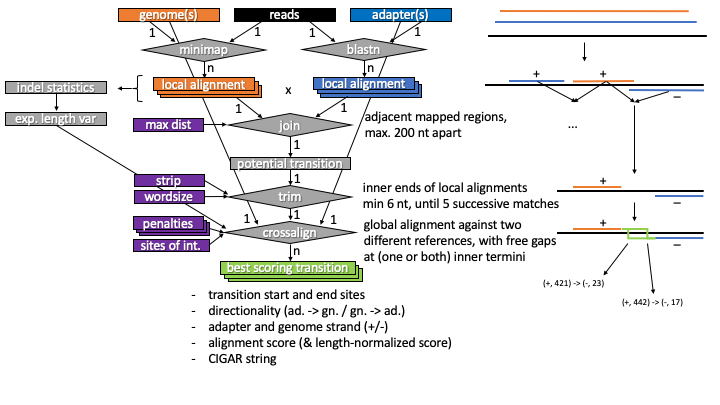 genome(s)
reads
adapter(s)
1
1
1
1
minimap
blastn
n
n
indel statistics
local alignment
x
local alignment
exp. length var
1
1
max dist
join
adjacent mapped regions,
max. 200 nt apart
1
potential transition
1
strip
wordsize
trim
inner ends of local alignments
min 6 nt, until 5 successive matches
1
1
1
penalties
sites of int.
crossalign
global alignment against two
different references, with free gaps
at (one or both) inner termini
n
best scoring transition
- transition start and end sites
- directionality (ad. -> gn. / gn. -> ad.)
- adapter and genome strand (+/-)
- alignment score (& length-normalized score)
- CIGAR string
+
+
−
...
+
−
+
−
(+, 421) -> (-, 23)
(+, 442) -> (-, 17)